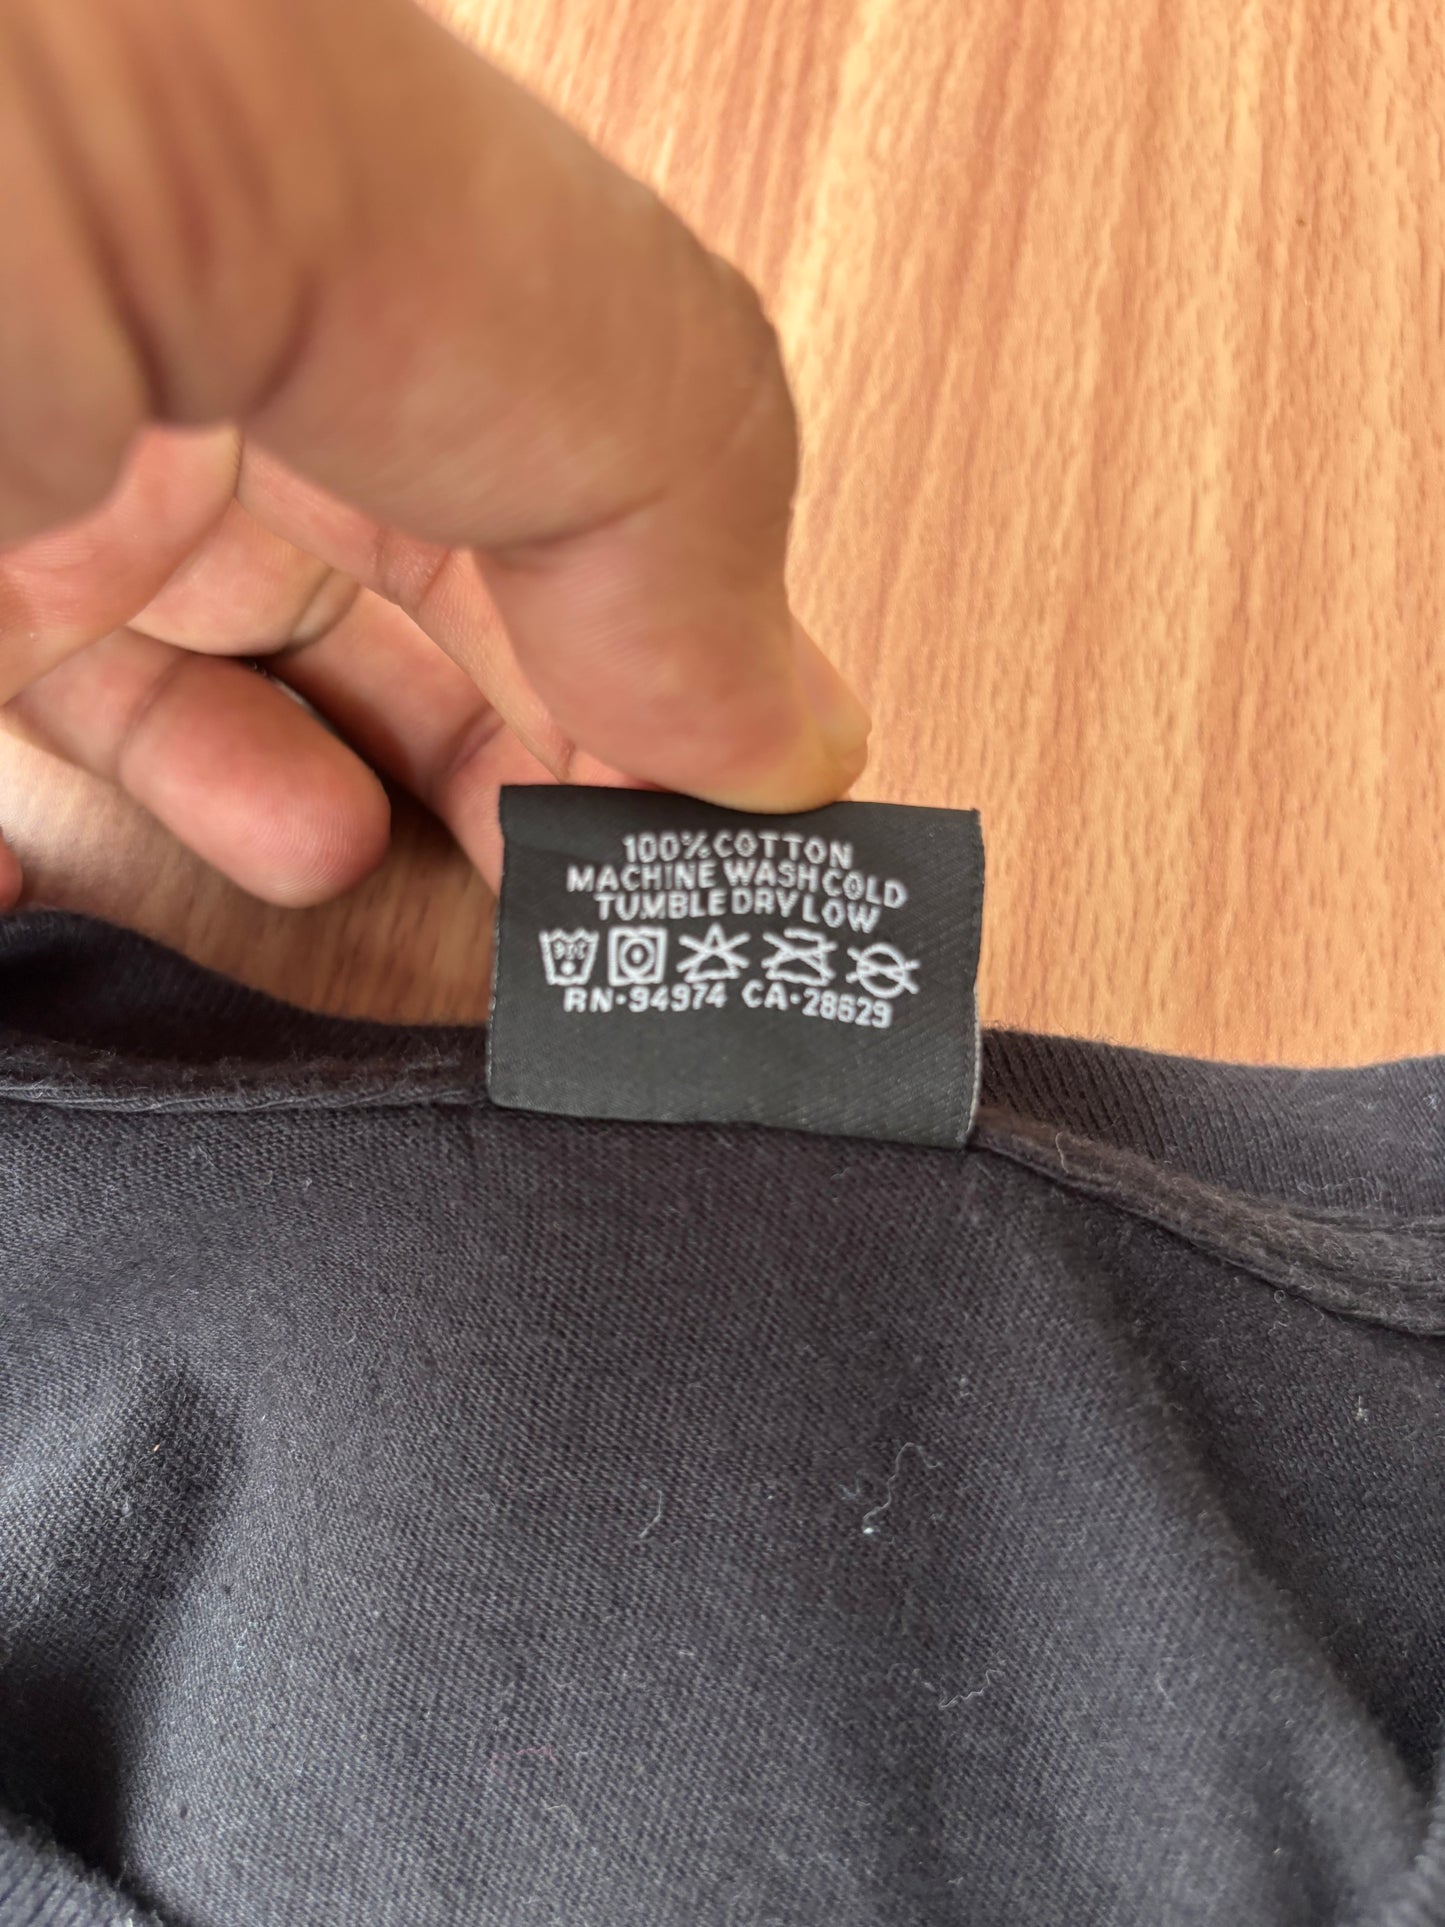 100% COTTON
MACHINE WASH COLD
TUMBLE DRY LOW
RN·94974 CA·28629